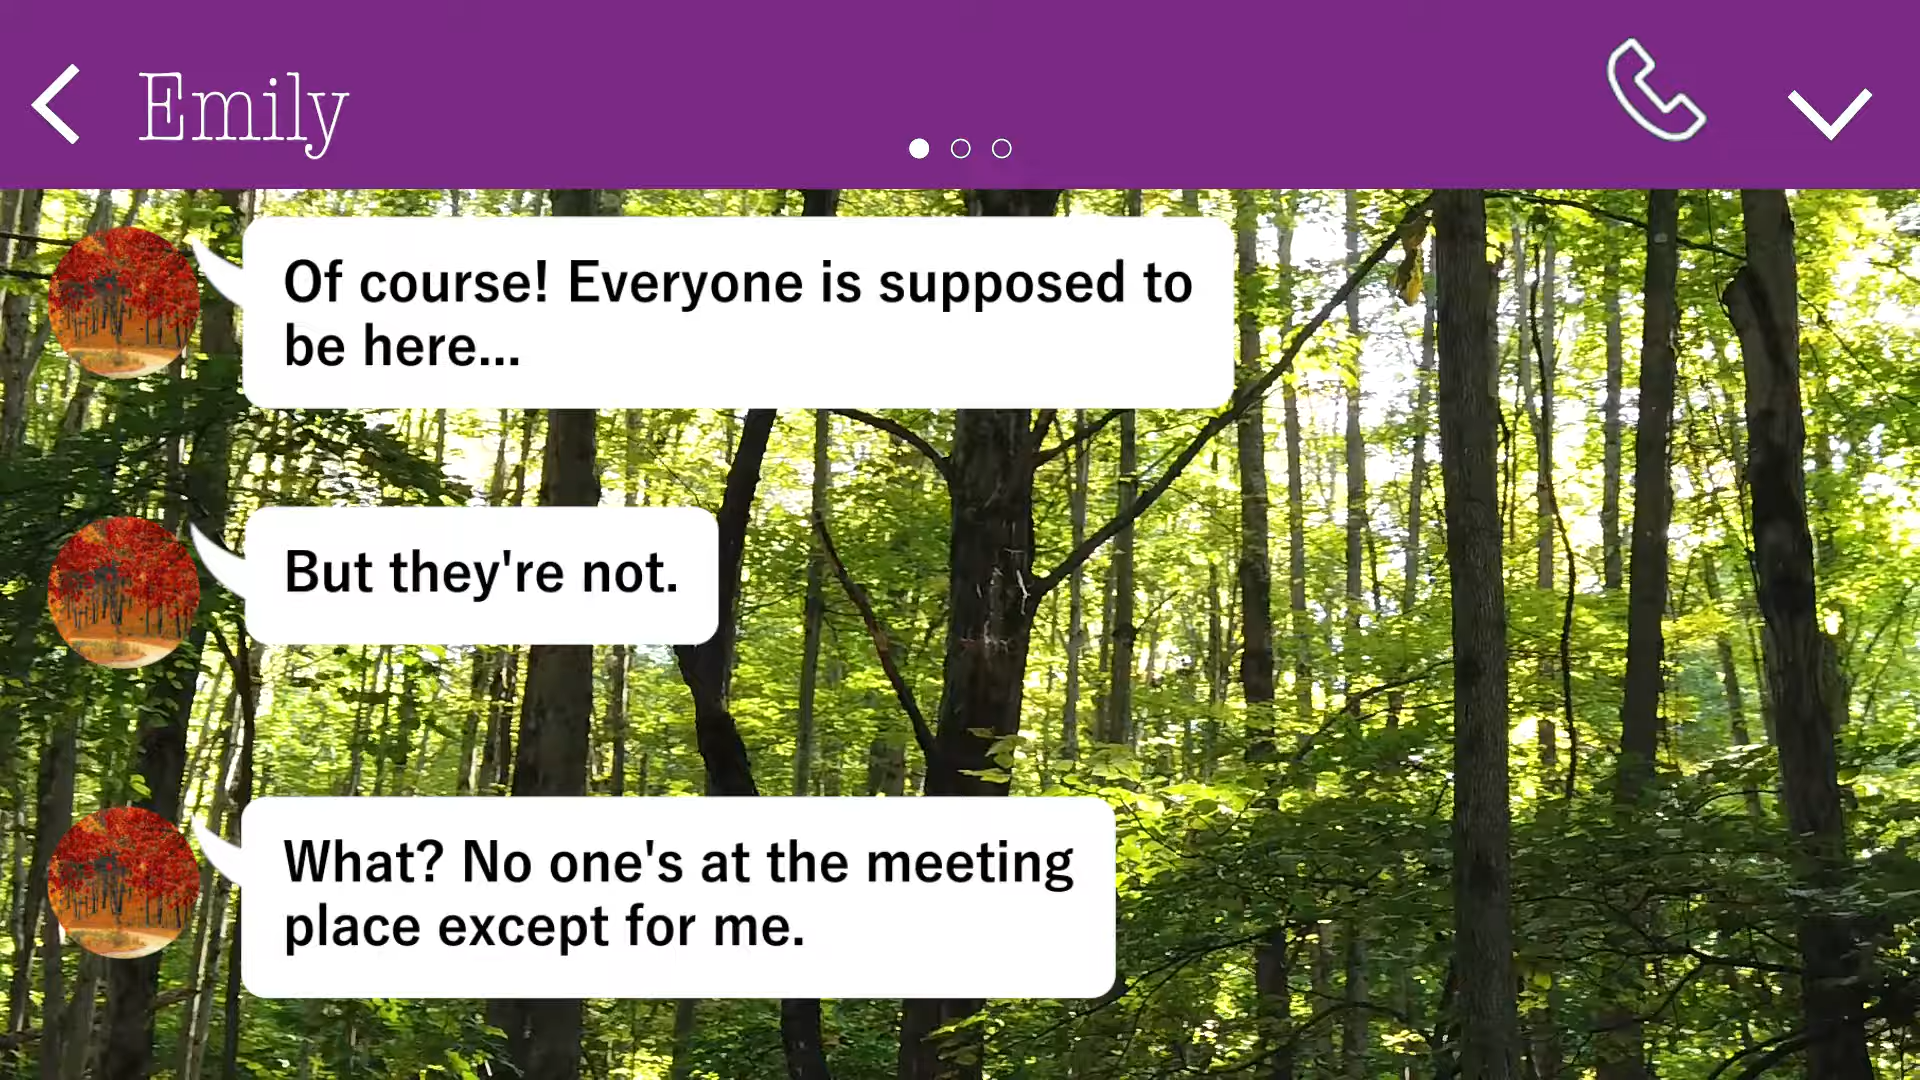 Emily
Of course! Everyone is supposed to
be here...
But they're not.
What? No one's at the meeting
place except for me.